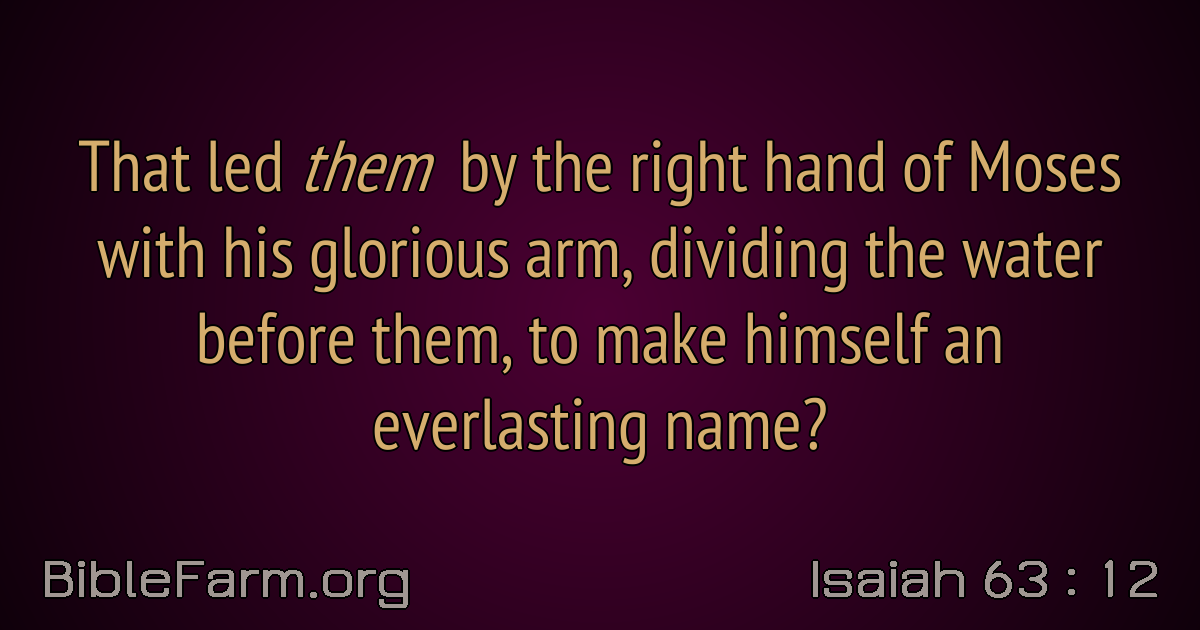 That led them by the right hand of Moses
with his glorious arm, dividing the water
before them, to make himself an
everlasting name?
BibleFarm.org
Isaiah 63 : 12